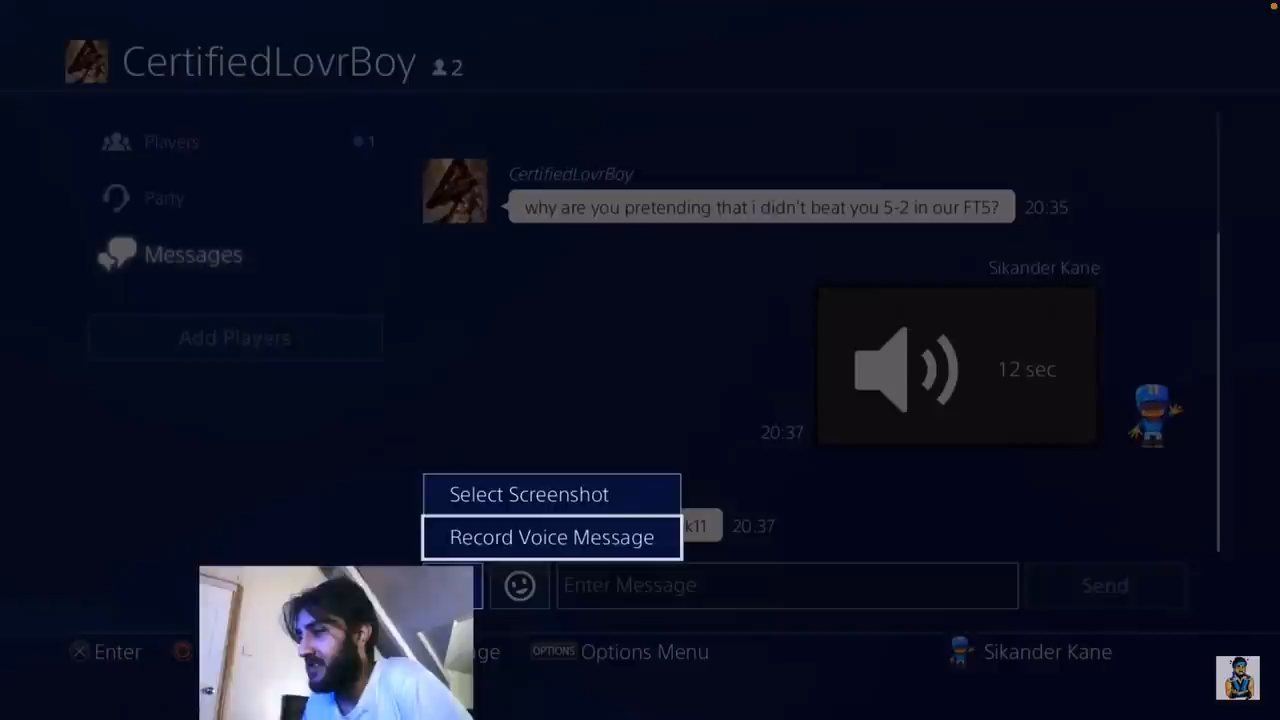 CertifiedLovrBoy 2
Players 1
Party
Messages
Add Players
CertifiedLovrBoy
why are you pretending that i didn't beat you 5-2 in our FT5? 20:35
Sikander Kane
12 sec
20:37
k11 20:37
Select Screenshot
Record Voice Message
Enter Message
Send
Enter
OPTIONS Options Menu
Sikander Kane